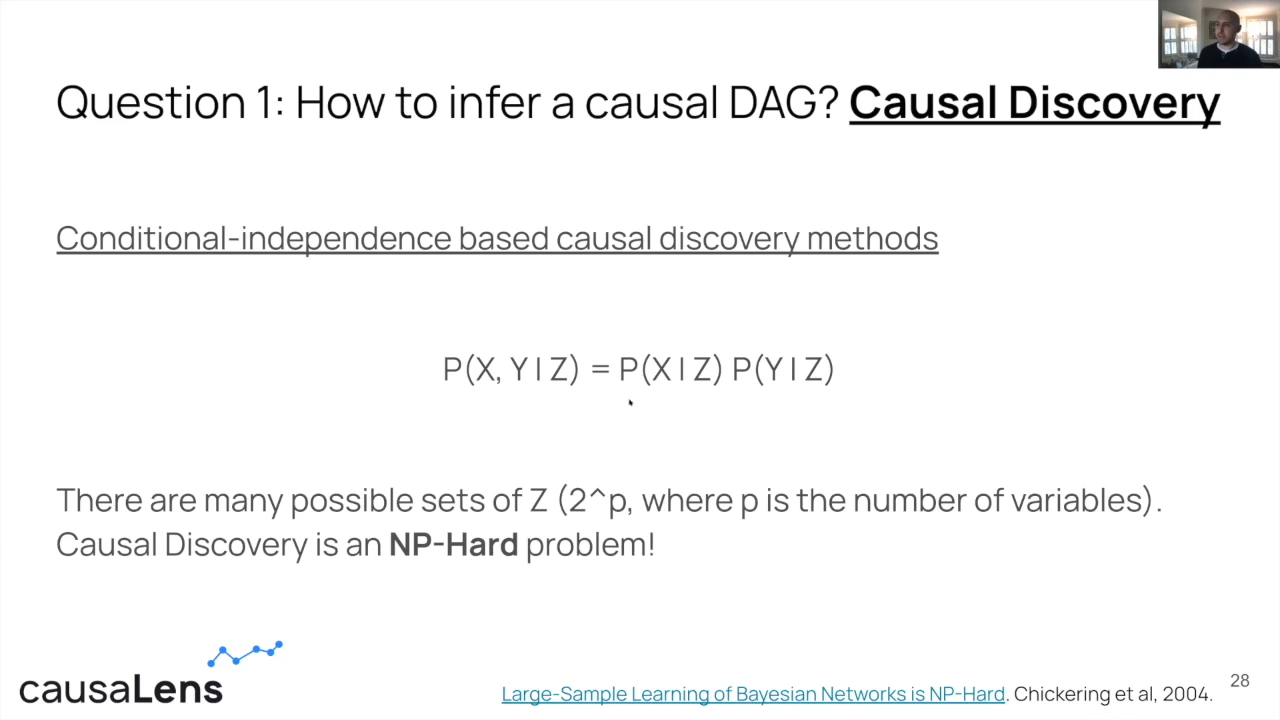 Question 1: How to infer a causal DAG? Causal Discovery
Conditional-independence based causal discovery methods
P(X, Y | Z) = P(X | Z) P(Y | Z)
There are many possible sets of Z (2^p, where p is the number of variables).
Causal Discovery is an NP-Hard problem!
causaLens
Large-Sample Learning of Bayesian Networks is NP-Hard. Chickering et al, 2004.
28